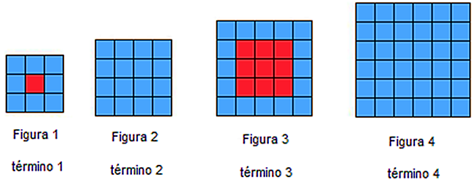 Figura 1
término 1
Figura 2
término 2
Figura 3
término 3
Figura 4
término 4